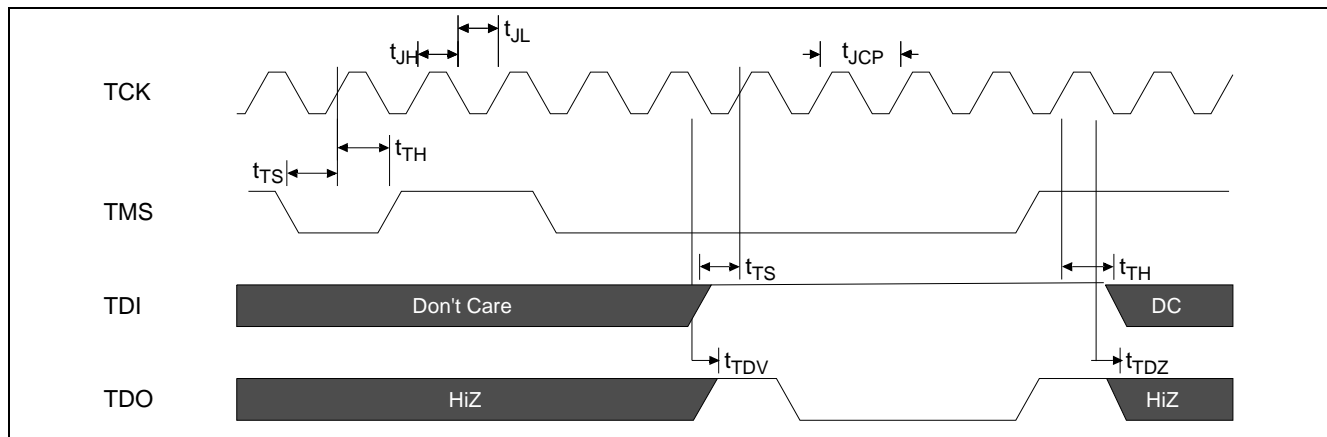 tJL
tJH
tJCP
TCK
tTH
tTS
TMS
tTS
tTH
TDI
Don't Care
DC
tTDV
tTDZ
TDO
HiZ
HiZ